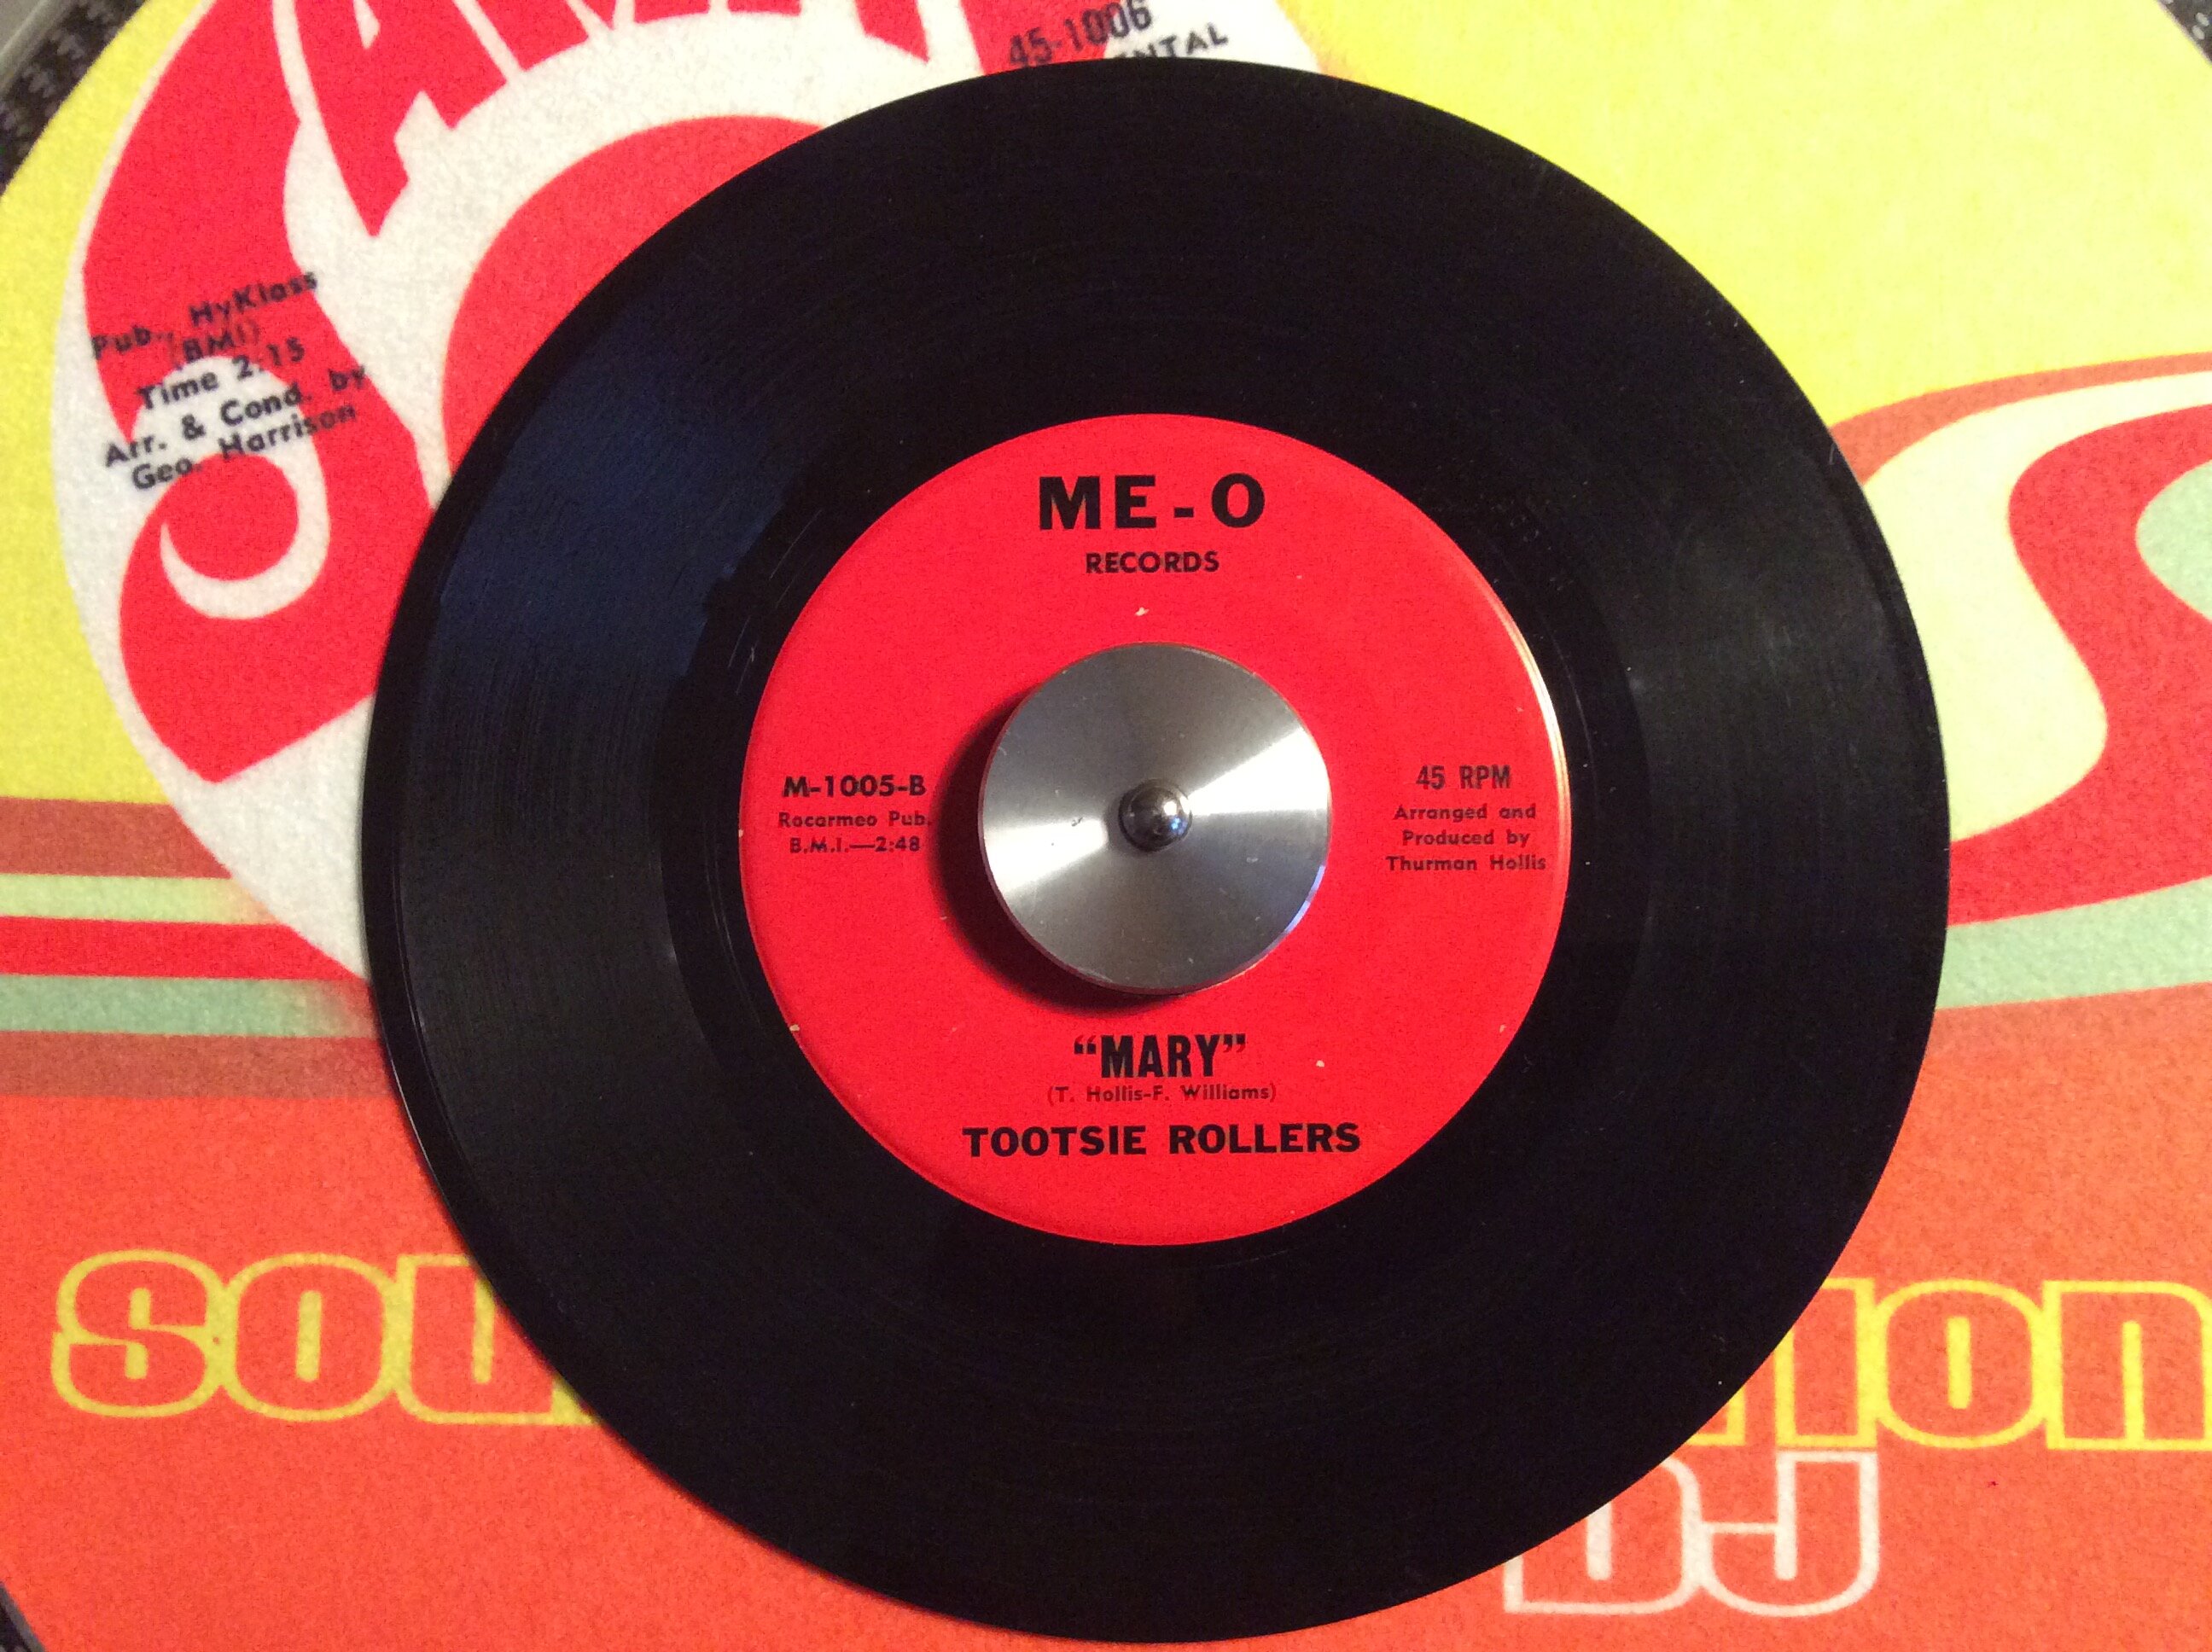 45-1006
Pub., HyKlass
(BMI)
Time 2:15
Arr. & Cond. by
Geo. Harrison
ME-O
RECORDS
M-1005-B
Rocarmeo Pub.
B.M.I.—2:48
45 RPM
Arranged and
Produced by
Thurman Hollis
“MARY”
(T. Hollis-F. Williams)
TOOTSIE ROLLERS
DJ